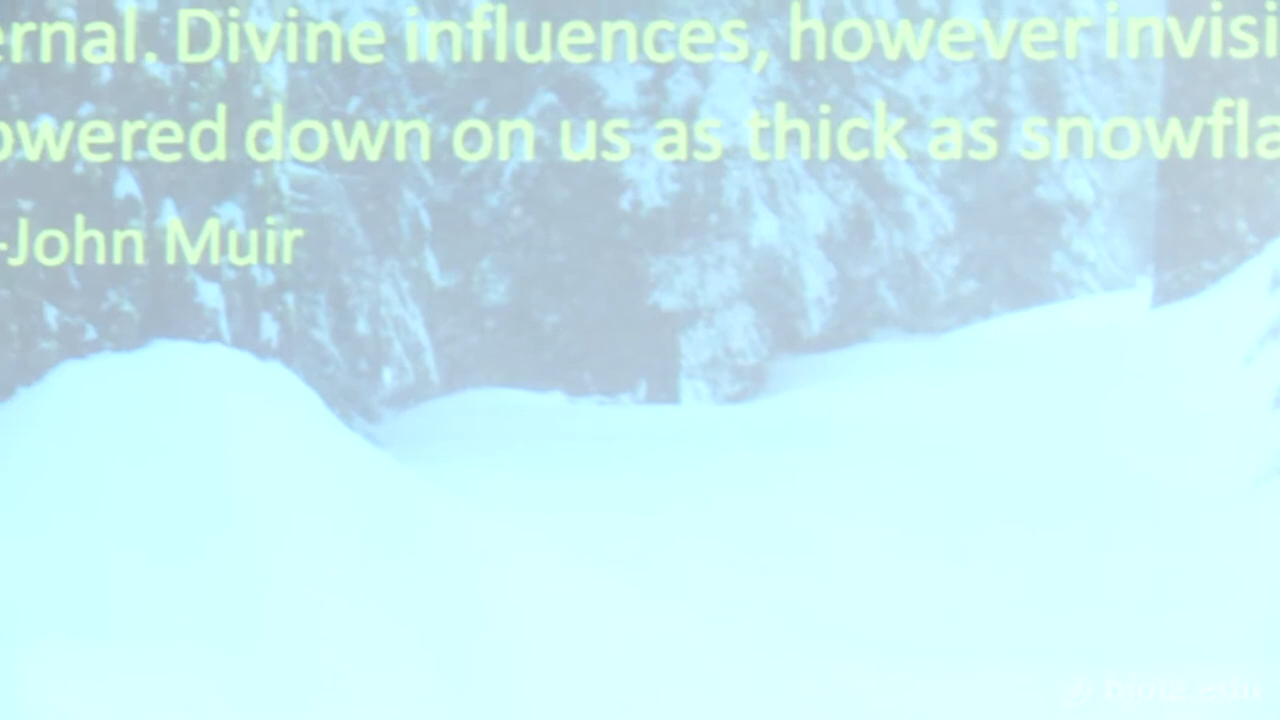 ernal. Divine influences, however invisi
owered down on us as thick as snowfla
-John Muir